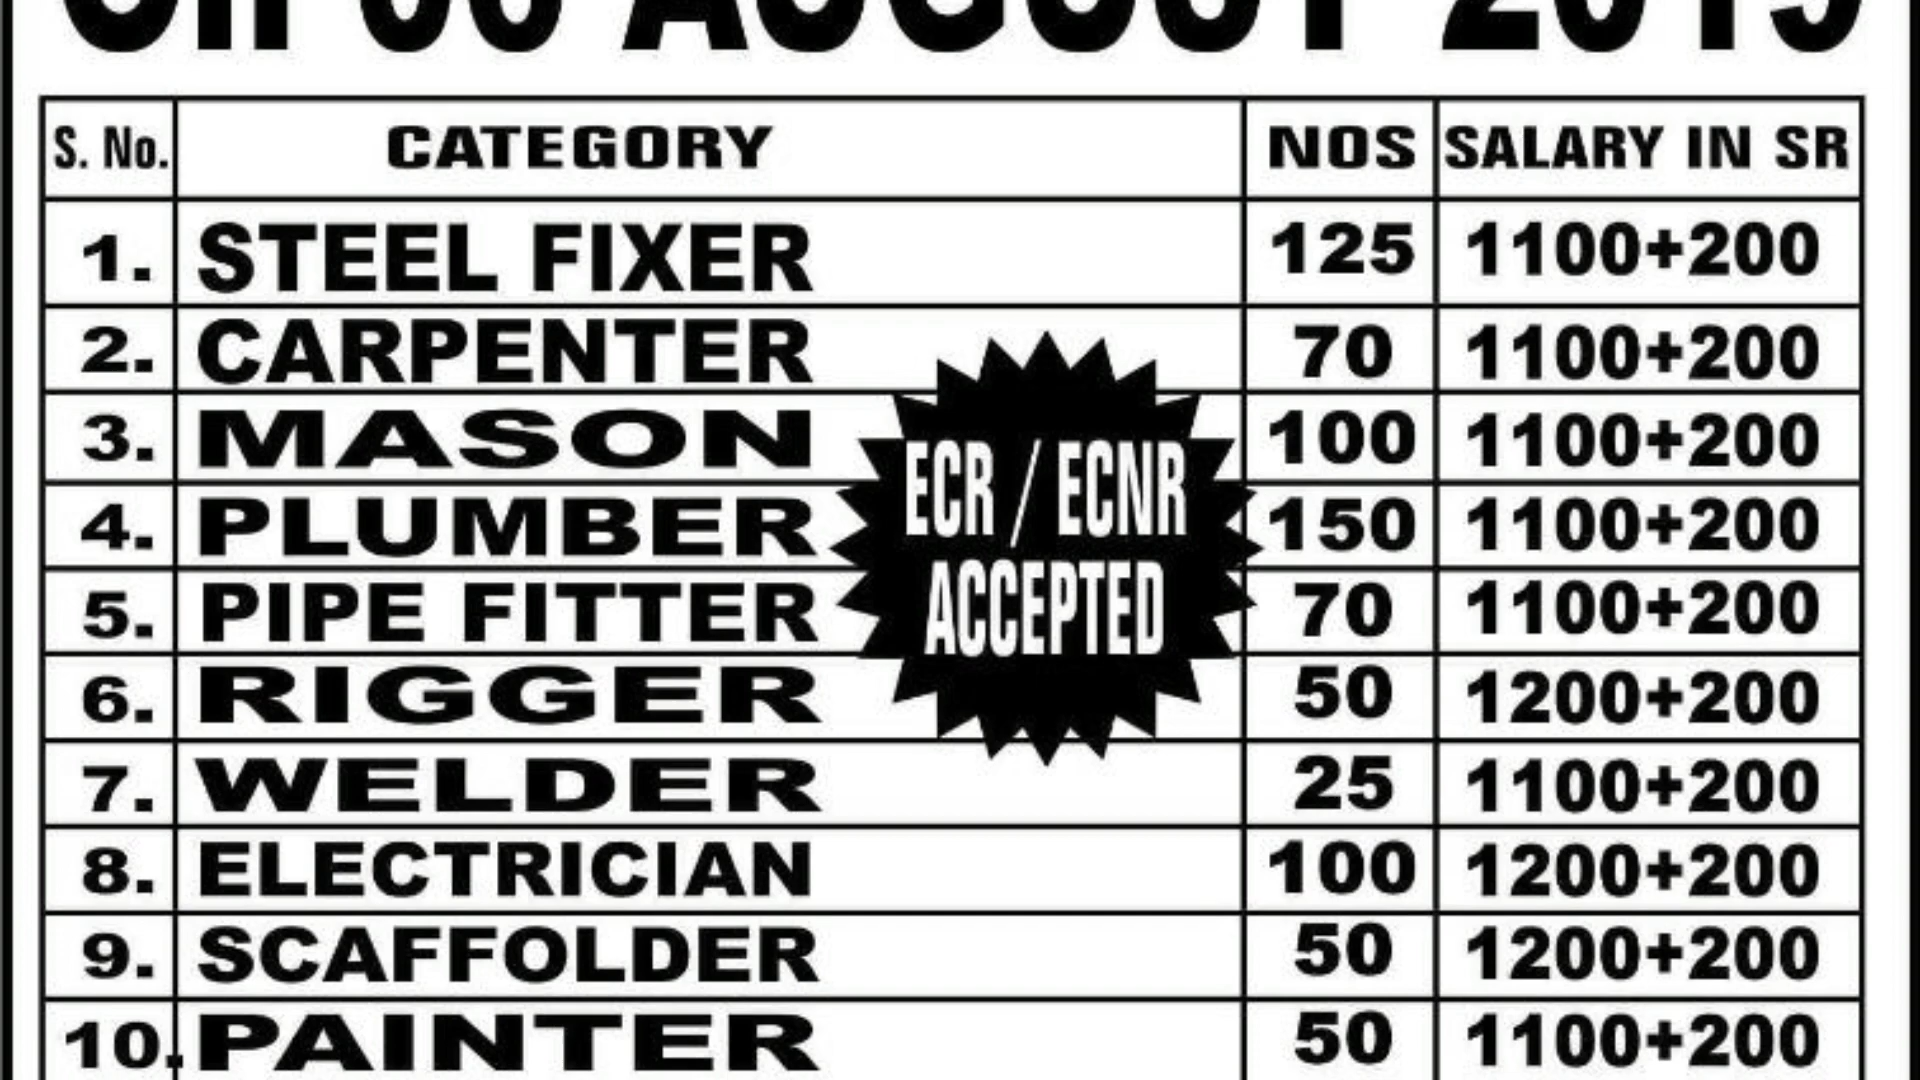 AUGUST 2019
S. No. CATEGORY NOS SALARY IN SR
1. STEEL FIXER 125 1100+200
2. CARPENTER 70 1100+200
3. MASON 100 1100+200
4. PLUMBER 150 1100+200
5. PIPE FITTER 70 1100+200
6. RIGGER 50 1200+200
7. WELDER 25 1100+200
8. ELECTRICIAN 100 1200+200
9. SCAFFOLDER 50 1200+200
10. PAINTER 50 1100+200
ECR / ECNR
ACCEPTED